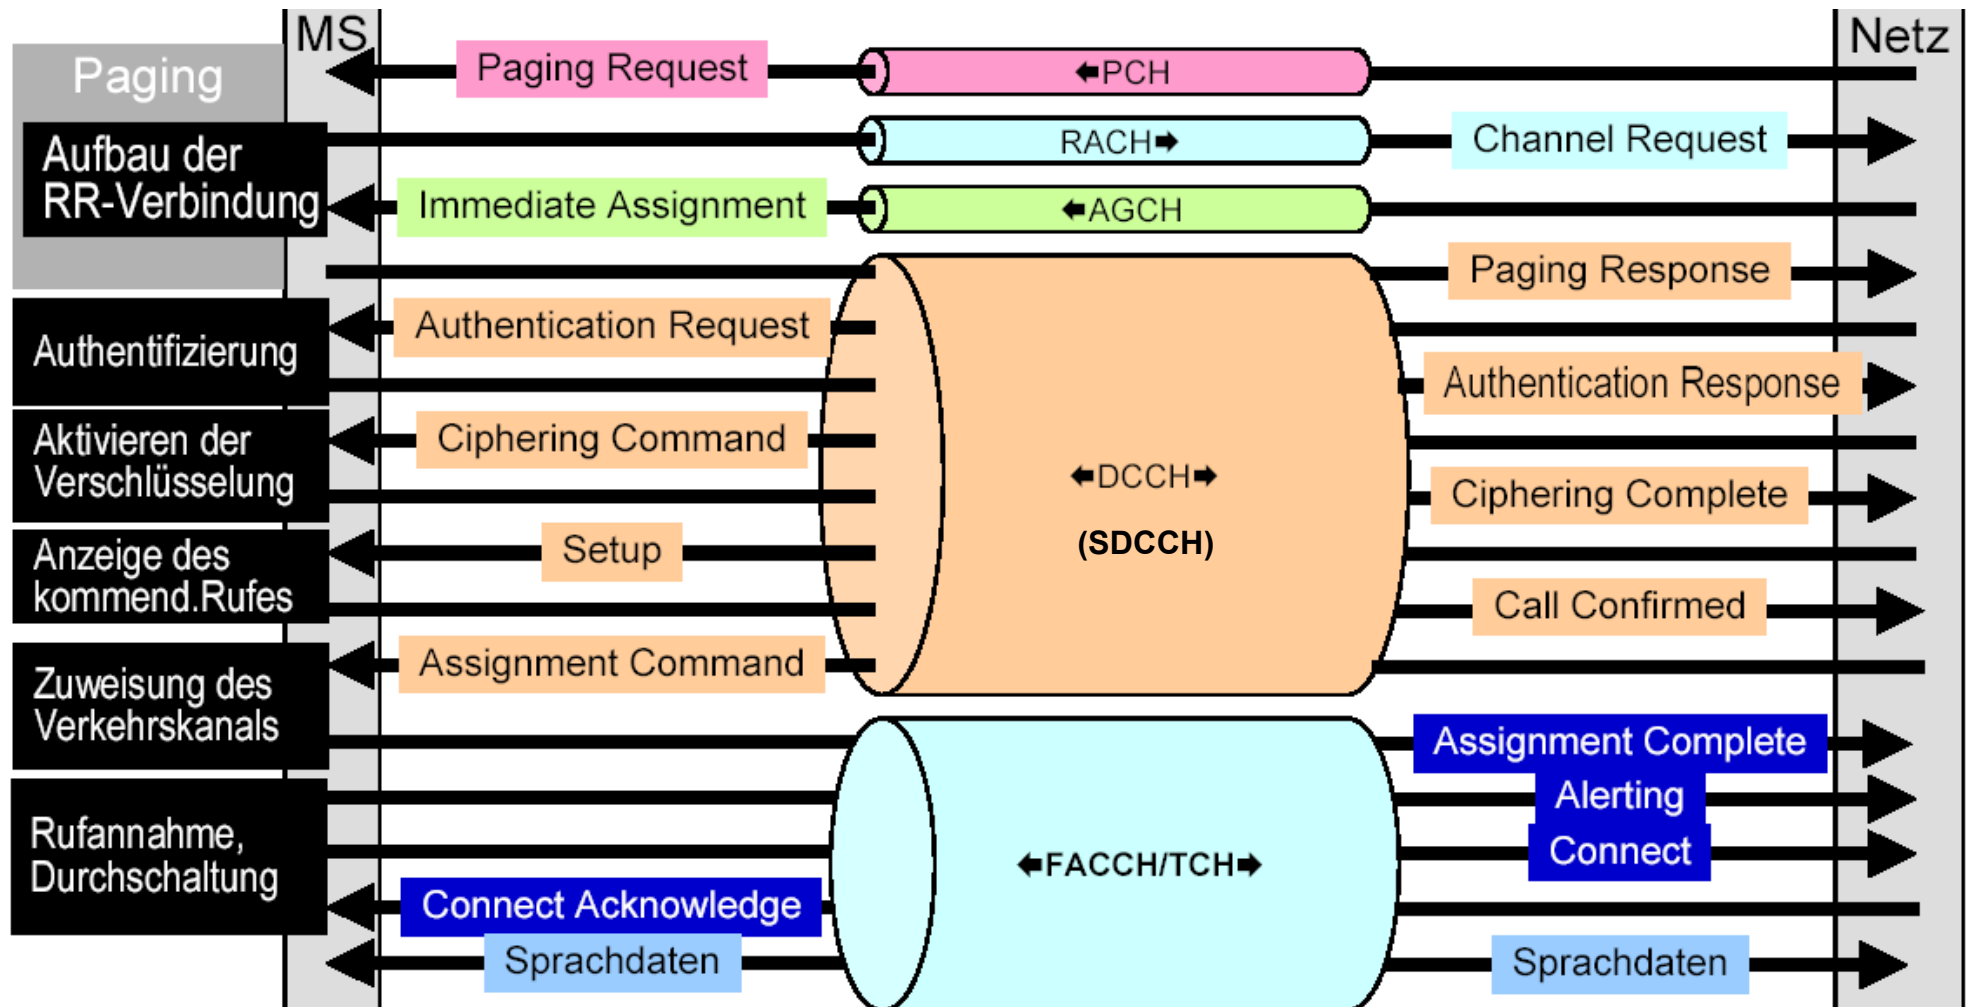 MS
Netz
Paging
Paging Request
PCH
Aufbau der
RR-Verbindung
RACH
Channel Request
Immediate Assignment
AGCH
Paging Response
Authentifizierung
Authentication Request
Authentication Response
Aktivieren der
Verschlüsselung
Ciphering Command
DCCH
(SDCCH)
Ciphering Complete
Anzeige des
kommend.Rufes
Setup
Call Confirmed
Zuweisung des
Verkehrskanals
Assignment Command
Assignment Complete
Rufannahme,
Durchschaltung
Alerting
Connect
FACCH/TCH
Connect Acknowledge
Sprachdaten
Sprachdaten